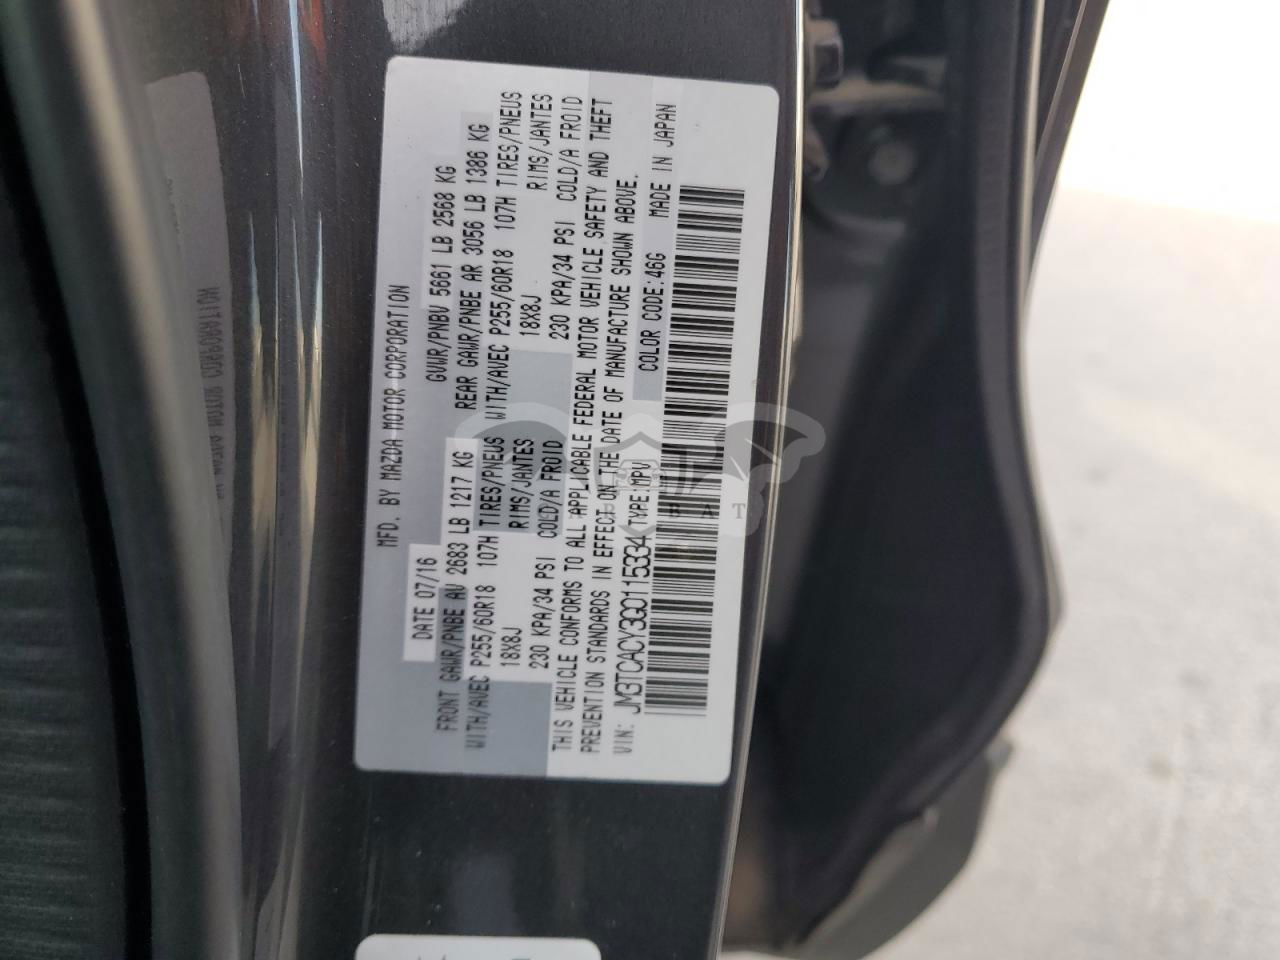 MFD. BY MAZDA MOTOR CORPORATION
DATE 07/16 GVWR/PNBV 5661 LB 2568 KG
FRONT GAWR/PNBE AV 2683 LB 1217 KG REAR GAWR/PNBE AR 3056 LB 1386 KG
WITH/AVEC P255/60R18 107H TIRES/PNEUS WITH/AVEC P255/60R18 107H TIRES/PNEUS
18X8J RIMS/JANTES 18X8J RIMS/JANTES
230 KPA/34 PSI COLD/A FROID 230 KPA/34 PSI COLD/A FROID
THIS VEHICLE CONFORMS TO ALL APPLICABLE FEDERAL MOTOR VEHICLE SAFETY AND THEFT
PREVENTION STANDARDS IN EFFECT ON THE DATE OF MANUFACTURE SHOWN ABOVE.
VIN: JM3TCACY3G0115334 TYPE:MPV COLOR CODE:46G MADE IN JAPAN